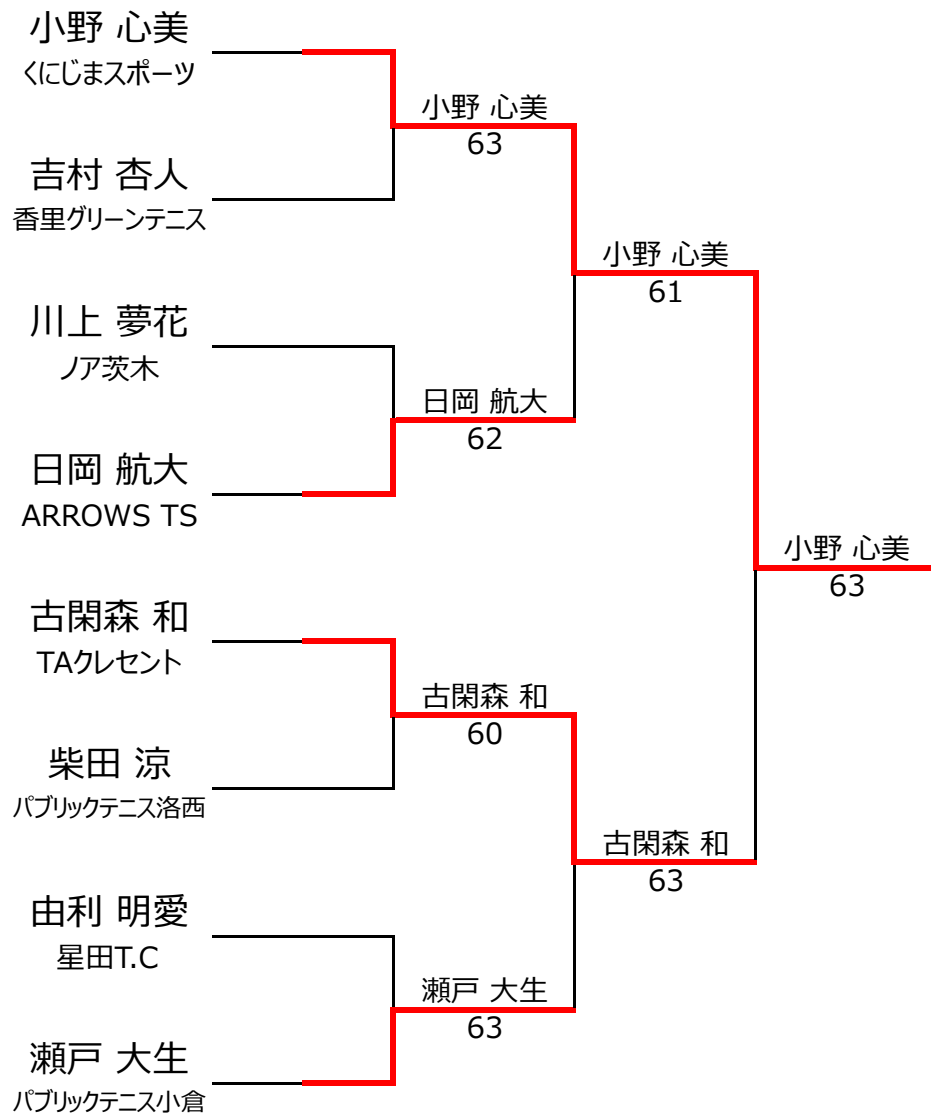 小野 心美
くにじまスポーツ
吉村 杏人
香里グリーンテニス
川上 夢花
ノア茨木
日岡 航大
ARROWS TS
古閑森 和
TAクレセント
柴田 涼
パブリックテニス洛西
由利 明愛
星田T.C
瀬戸 大生
パブリックテニス小倉
小野 心美
63
日岡 航大
62
古閑森 和
60
瀬戸 大生
63
小野 心美
61
古閑森 和
63
小野 心美
63